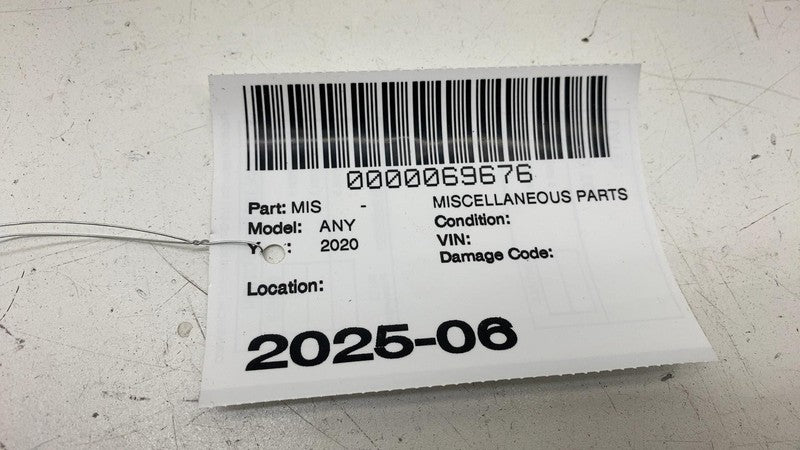 0000069676
Part: MIS - MISCELLANEOUS PARTS
Model: ANY Condition:
2020 VIN:
Damage Code:
Location:
2025-06